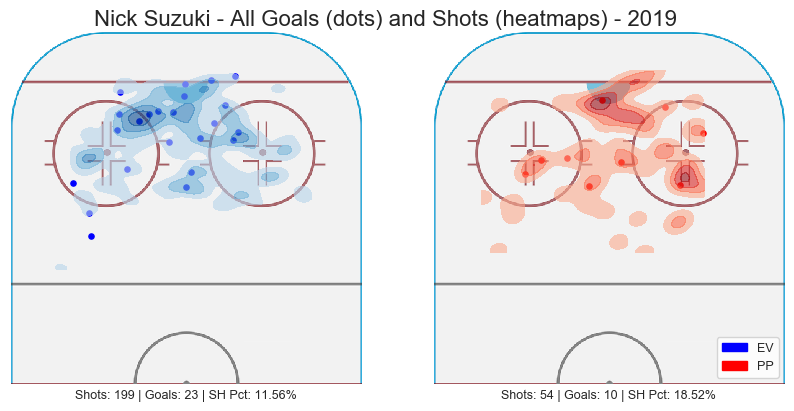 Nick Suzuki - All Goals (dots) and Shots (heatmaps) - 2019
EV
PP
Shots: 199 | Goals: 23 | SH Pct: 11.56%
Shots: 54 | Goals: 10 | SH Pct: 18.52%